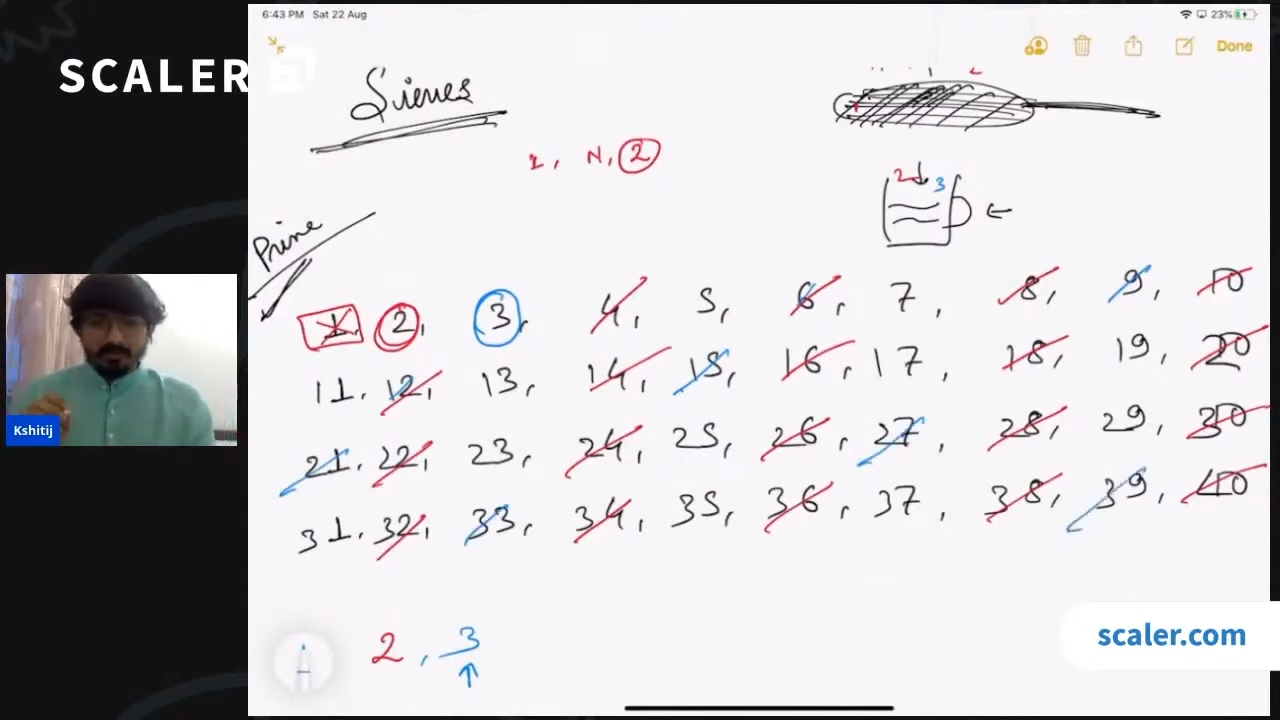 6:43 PM Sat 22 Aug
23%
SCALER
Done
Sieves
1, N, 2
2 3
Prime
1, 2, 3, 4, 5, 6, 7, 8, 9, 10
11. 12, 13, 14, 15, 16, 17, 18, 19, 20
Kshitij
21. 22, 23, 24, 25, 26, 27, 28, 29, 30
31. 32, 33, 34, 35, 36, 37, 38, 39, 40
scaler.com
2, 3